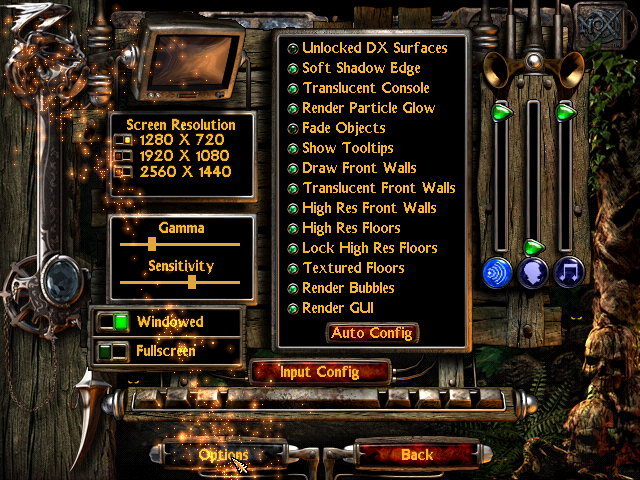 NOX
Screen Resolution
1280 X 720
1920 X 1080
2560 X 1440
Gamma
Sensitivity
Windowed
Fullscreen
Unlocked DX Surfaces
Soft Shadow Edge
Translucent Console
Render Particle Glow
Fade Objects
Show Tooltips
Draw Front Walls
Translucent Front Walls
High Res Front Walls
High Res Floors
Lock High Res Floors
Textured Floors
Render Bubbles
Render GUI
Auto Config
Input Config
Options
Back